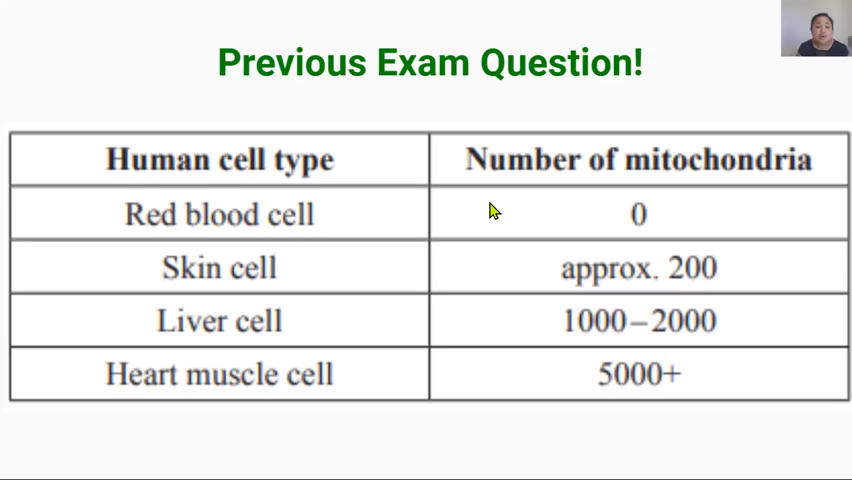 Previous Exam Question!
Human cell type Number of mitochondria
Red blood cell 0
Skin cell approx. 200
Liver cell 1000–2000
Heart muscle cell 5000+